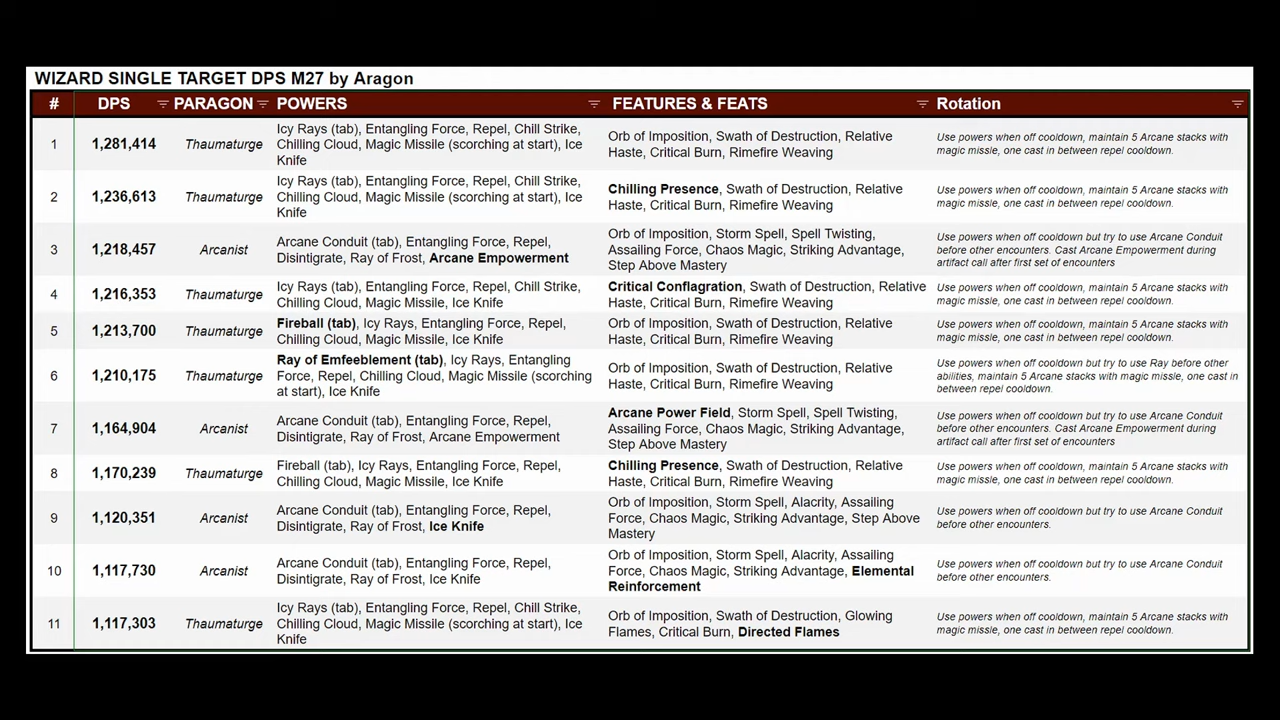 WIZARD SINGLE TARGET DPS M27 by Aragon
# DPS PARAGON POWERS FEATURES & FEATS Rotation
1 1,281,414 Thaumaturge
Icy Rays (tab), Entangling Force, Repel, Chill Strike,
Chilling Cloud, Magic Missile (scorching at start), Ice
Knife
Orb of Imposition, Swath of Destruction, Relative
Haste, Critical Burn, Rimefire Weaving
Use powers when off cooldown, maintain 5 Arcane stacks with
magic missle, one cast in between repel cooldown.
2 1,236,613 Thaumaturge
Icy Rays (tab), Entangling Force, Repel, Chill Strike,
Chilling Cloud, Magic Missile (scorching at start), Ice
Knife
Chilling Presence, Swath of Destruction, Relative
Haste, Critical Burn, Rimefire Weaving
Use powers when off cooldown, maintain 5 Arcane stacks with
magic missle, one cast in between repel cooldown.
3 1,218,457 Arcanist
Arcane Conduit (tab), Entangling Force, Repel,
Disintigrate, Ray of Frost, Arcane Empowerment
Orb of Imposition, Storm Spell, Spell Twisting,
Assailing Force, Chaos Magic, Striking Advantage,
Step Above Mastery
Use powers when off cooldown but try to use Arcane Conduit
before other encounters. Cast Arcane Empowerment during
artifact call after first set of encounters
4 1,216,353 Thaumaturge
Icy Rays (tab), Entangling Force, Repel, Chill Strike,
Chilling Cloud, Magic Missile, Ice Knife
Critical Conflagration, Swath of Destruction, Relative
Haste, Critical Burn, Rimefire Weaving
Use powers when off cooldown, maintain 5 Arcane stacks with
magic missle, one cast in between repel cooldown.
5 1,213,700 Thaumaturge
Fireball (tab), Icy Rays, Entangling Force, Repel,
Chilling Cloud, Magic Missile, Ice Knife
Orb of Imposition, Swath of Destruction, Relative
Haste, Critical Burn, Rimefire Weaving
Use powers when off cooldown, maintain 5 Arcane stacks with
magic missle, one cast in between repel cooldown.
6 1,210,175 Thaumaturge
Ray of Emfeeblement (tab), Icy Rays, Entangling
Force, Repel, Chilling Cloud, Magic Missile (scorching
at start), Ice Knife
Orb of Imposition, Swath of Destruction, Relative
Haste, Critical Burn, Rimefire Weaving
Use powers when off cooldown but try to use Ray before other
abilities, maintain 5 Arcane stacks with magic missle, one cast in
between repel cooldown.
7 1,164,904 Arcanist
Arcane Conduit (tab), Entangling Force, Repel,
Disintigrate, Ray of Frost, Arcane Empowerment
Arcane Power Field, Storm Spell, Spell Twisting,
Assailing Force, Chaos Magic, Striking Advantage,
Step Above Mastery
Use powers when off cooldown but try to use Arcane Conduit
before other encounters. Cast Arcane Empowerment during
artifact call after first set of encounters
8 1,170,239 Thaumaturge
Fireball (tab), Icy Rays, Entangling Force, Repel,
Chilling Cloud, Magic Missile, Ice Knife
Chilling Presence, Swath of Destruction, Relative
Haste, Critical Burn, Rimefire Weaving
Use powers when off cooldown, maintain 5 Arcane stacks with
magic missle, one cast in between repel cooldown.
9 1,120,351 Arcanist
Arcane Conduit (tab), Entangling Force, Repel,
Disintigrate, Ray of Frost, Ice Knife
Orb of Imposition, Storm Spell, Alacrity, Assailing
Force, Chaos Magic, Striking Advantage, Step Above
Mastery
Use powers when off cooldown but try to use Arcane Conduit
before other encounters.
10 1,117,730 Arcanist
Arcane Conduit (tab), Entangling Force, Repel,
Disintigrate, Ray of Frost, Ice Knife
Orb of Imposition, Storm Spell, Alacrity, Assailing
Force, Chaos Magic, Striking Advantage, Elemental
Reinforcement
Use powers when off cooldown but try to use Arcane Conduit
before other encounters.
11 1,117,303 Thaumaturge
Icy Rays (tab), Entangling Force, Repel, Chill Strike,
Chilling Cloud, Magic Missile (scorching at start), Ice
Knife
Orb of Imposition, Swath of Destruction, Glowing
Flames, Critical Burn, Directed Flames
Use powers when off cooldown, maintain 5 Arcane stacks with
magic missle, one cast in between repel cooldown.